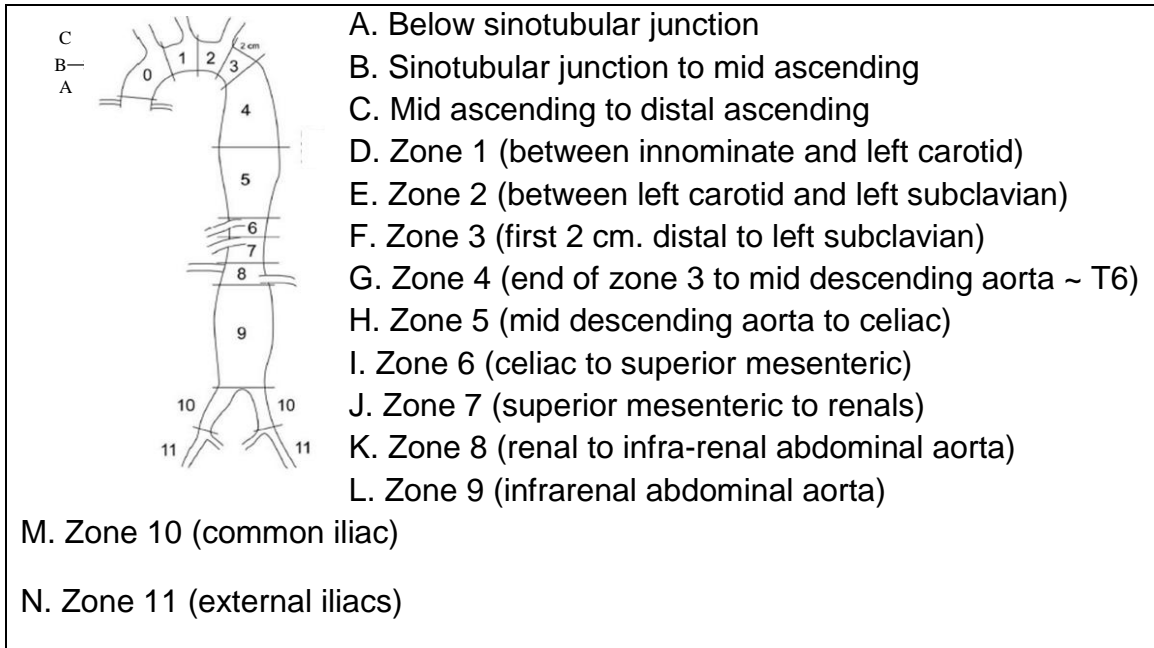 A. Below sinotubular junction
B. Sinotubular junction to mid ascending
C. Mid ascending to distal ascending
D. Zone 1 (between innominate and left carotid)
E. Zone 2 (between left carotid and left subclavian)
F. Zone 3 (first 2 cm. distal to left subclavian)
G. Zone 4 (end of zone 3 to mid descending aorta ~ T6)
H. Zone 5 (mid descending aorta to celiac)
I. Zone 6 (celiac to superior mesenteric)
J. Zone 7 (superior mesenteric to renals)
K. Zone 8 (renal to infra-renal abdominal aorta)
L. Zone 9 (infrarenal abdominal aorta)
M. Zone 10 (common iliac)
N. Zone 11 (external iliacs)
C
B
A
0
1
2
2 cm
3
4
5
6
7
8
9
10
10
11
11